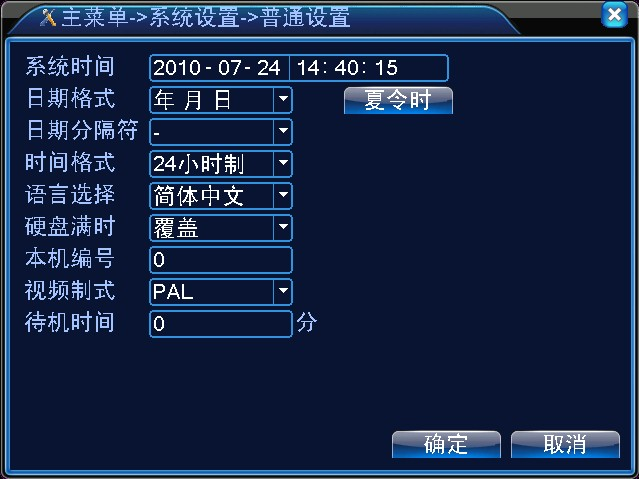 主菜单->系统设置->普通设置
系统时间 2010-07-24 14:40:15
日期格式 年 月 日 夏令时
日期分隔符 -
时间格式 24小时制
语言选择 简体中文
硬盘满时 覆盖
本机编号 0
视频制式 PAL
待机时间 0 分
确定 取消